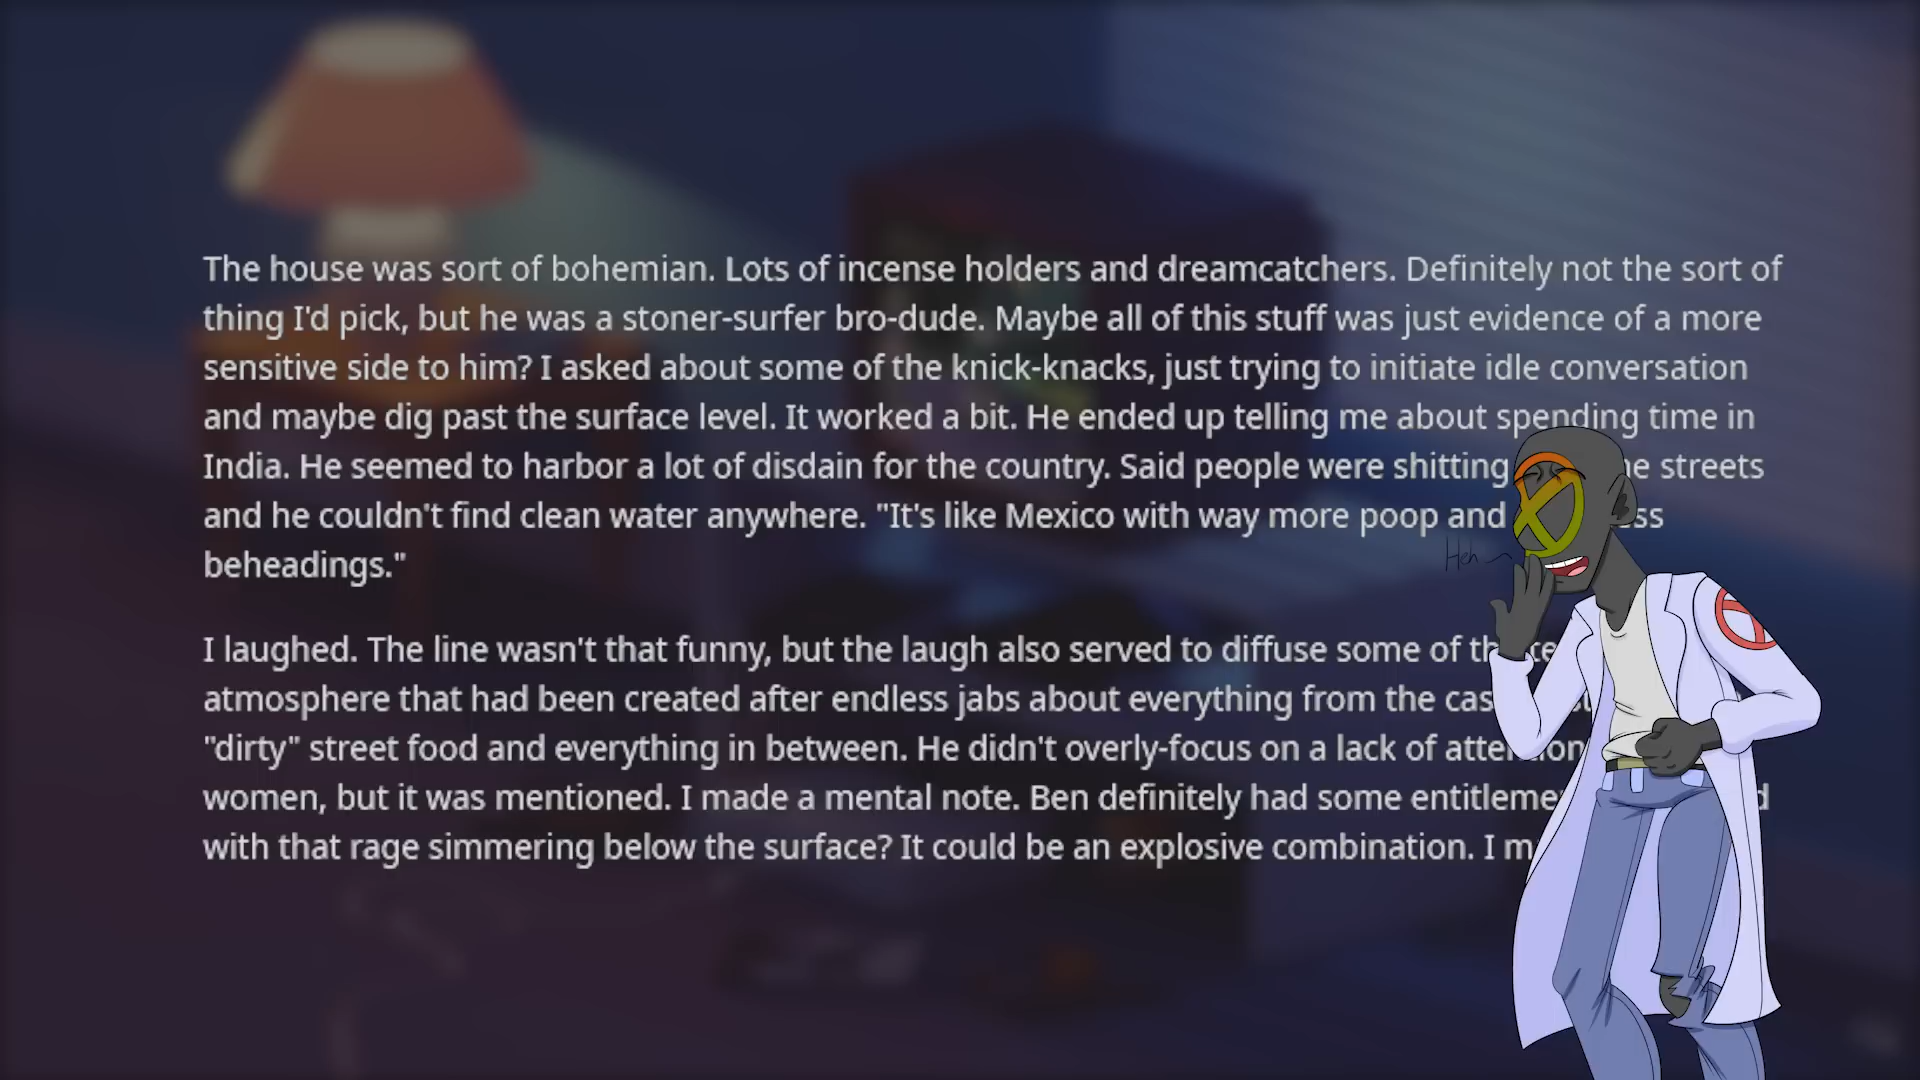 The house was sort of bohemian. Lots of incense holders and dreamcatchers. Definitely not the sort of
thing I'd pick, but he was a stoner-surfer bro-dude. Maybe all of this stuff was just evidence of a more
sensitive side to him? I asked about some of the knick-knacks, just trying to initiate idle conversation
and maybe dig past the surface level. It worked a bit. He ended up telling me about spending time in
India. He seemed to harbor a lot of disdain for the country. Said people were shitting streets
and he couldn't find clean water anywhere. "It's like Mexico with way more poop and
Heh
beheadings."
I laughed. The line wasn't that funny, but the laugh also served to diffuse some of
atmosphere that had been created after endless jabs about everything from the
"dirty" street food and everything in between. He didn't overly-focus on a lack of
women, but it was mentioned. I made a mental note. Ben definitely had some
with that rage simmering below the surface? It could be an explosive combination. I